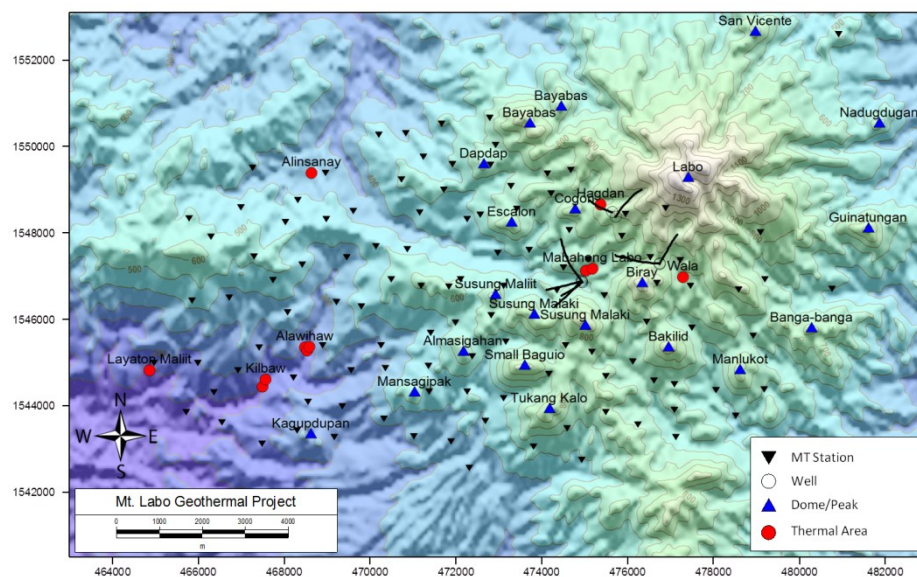 San Vicente
1552000
500
Bayabas
Bayabas
Nadugdugan
1550000
Dapdap
Alinsanay
Labo
1100
1300
Hagdan
Cogon
Escalon
Guinatungan
1548000
Mabahong Labo
Wala
Biray
Susung Maliit
1546000
Susung Malaki
Susung Malaki
Banga-banga
Alawihaw
Almasigahan
Bakilid
Layaton Maliit
Small Baguio
Manlukot
Kilbaw
Mansagipak
1544000
Tukang Kalo
Kagupdupan
N
W E
S
MT Station
Well
Dome/Peak
Thermal Area
1542000
Mt. Labo Geothermal Project
0 1000 2000 3000 4000
m
464000 466000 468000 470000 472000 474000 476000 478000 480000 482000